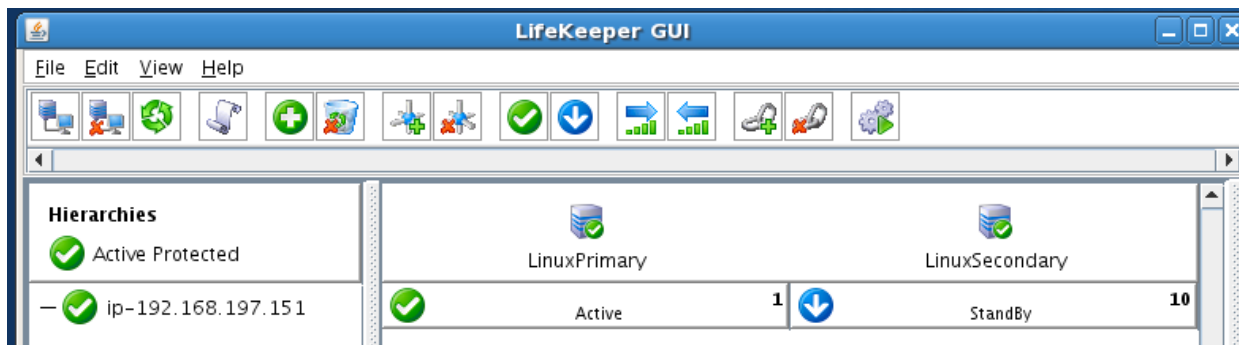 LifeKeeper GUI
File Edit View Help
Hierarchies
Active Protected
LinuxPrimary LinuxSecondary
ip-192.168.197.151 Active 1 StandBy 10